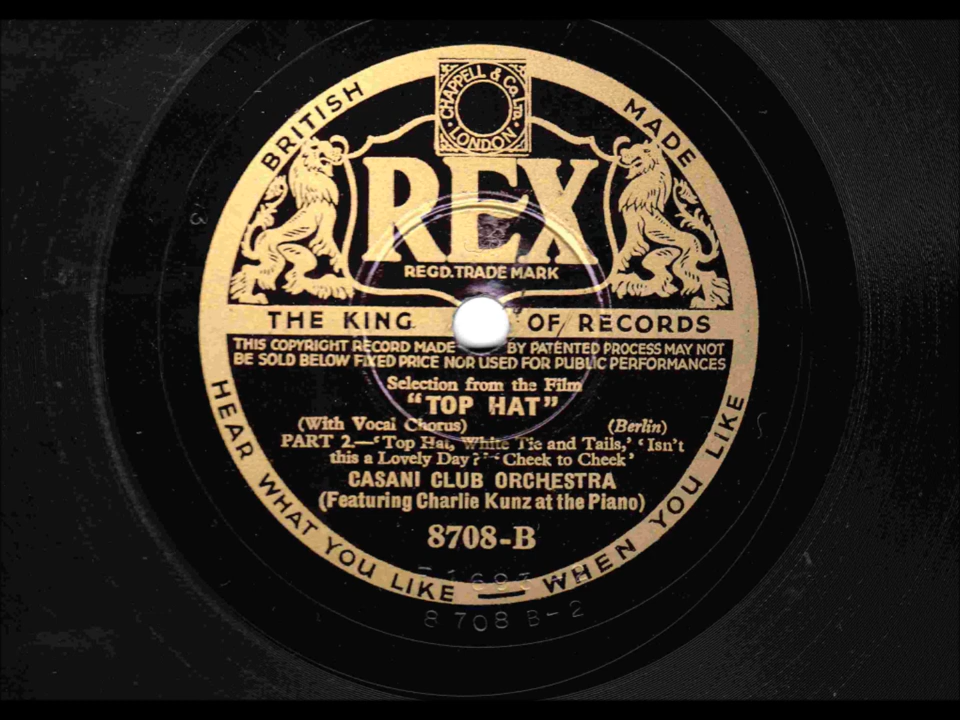 BRITISH MADE
CHAPPELL & Co. LTD.
LONDON
REX
REGD. TRADE MARK
THE KING OF RECORDS
THIS COPYRIGHT RECORD MADE BY PATENTED PROCESS MAY NOT
BE SOLD BELOW FIXED PRICE NOR USED FOR PUBLIC PERFORMANCES
Selection from the Film
“TOP HAT”
(With Vocal Chorus) (Berlin)
PART 2.—‘Top Hat, White Tie and Tails,’ ‘Isn't
this a Lovely Day?’ ‘Cheek to Cheek’
CASANI CLUB ORCHESTRA
(Featuring Charlie Kunz at the Piano)
8708-B
HEAR WHAT YOU LIKE — WHEN YOU LIKE
8708 B-2
3